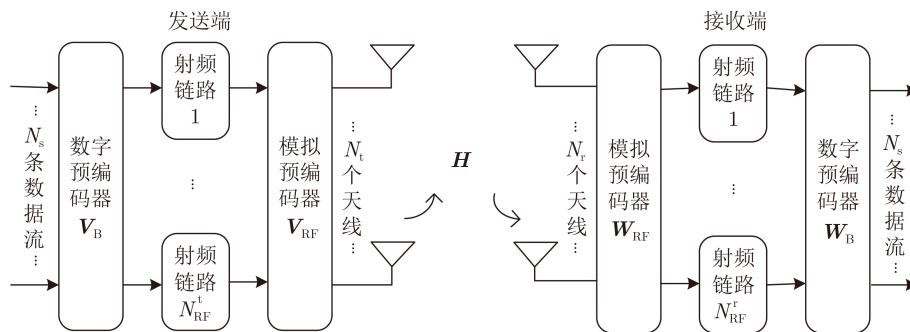 发送端
接收端
⋯
N_s
条
数
据
流
⋯
数字
预编
码器
V_B
射频
链路
1
⋯
射频
链路
N_RF^t
模拟
预编
码器
V_RF
⋯
N_t
个
天
线
⋯
H
⋯
N_r
个
天
线
⋯
模拟
预编
码器
W_RF
射频
链路
1
⋯
射频
链路
N_RF^r
数字
预编
码器
W_B
⋯
N_s
条
数
据
流
⋯